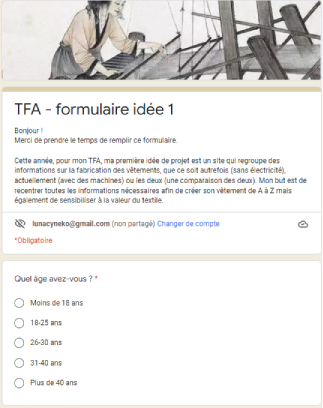 TFA - formulaire idée 1
Bonjour !
Merci de prendre le temps de remplir ce formulaire.
Cette année, pour mon TFA, ma première idée de projet est un site qui regroupe des
informations sur la fabrication des vêtements, que ce soit autrefois (sans électricité),
actuellement (avec des machines) ou les deux (une comparaison des deux). Mon but est de
recentrer toutes les informations nécessaires afin de créer son vêtement de A à Z mais
également de sensibiliser à la valeur du textile.
lunacyneko@gmail.com (non partagé) Changer de compte
*Obligatoire
Quel âge avez-vous ? *
Moins de 18 ans
18-25 ans
26-30 ans
31-40 ans
Plus de 40 ans